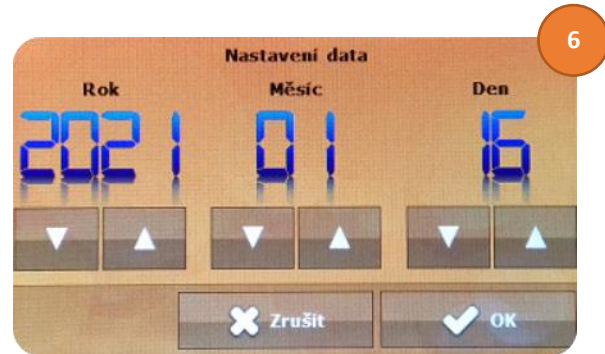 6
Nastavení data
Rok Měsíc Den
2021 01 16
Zrušit OK